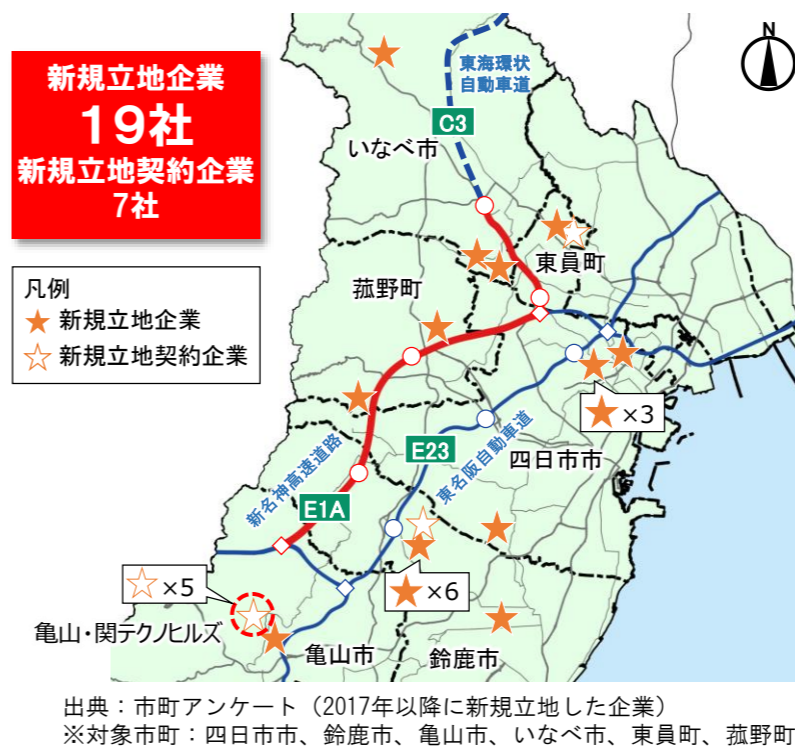 新規立地企業
19社
新規立地契約企業
7社
凡例
★ 新規立地企業
☆ 新規立地契約企業
N
東海環状
自動車道
C3
いなべ市
東員町
菰野町
★×3
新名神高速道路
E23
東名阪自動車道
四日市市
E1A
☆×5
★×6
亀山・関テクノヒルズ
亀山市
鈴鹿市
出典：市町アンケート（2017年以降に新規立地した企業）
※対象市町：四日市市、鈴鹿市、亀山市、いなべ市、東員町、菰野町